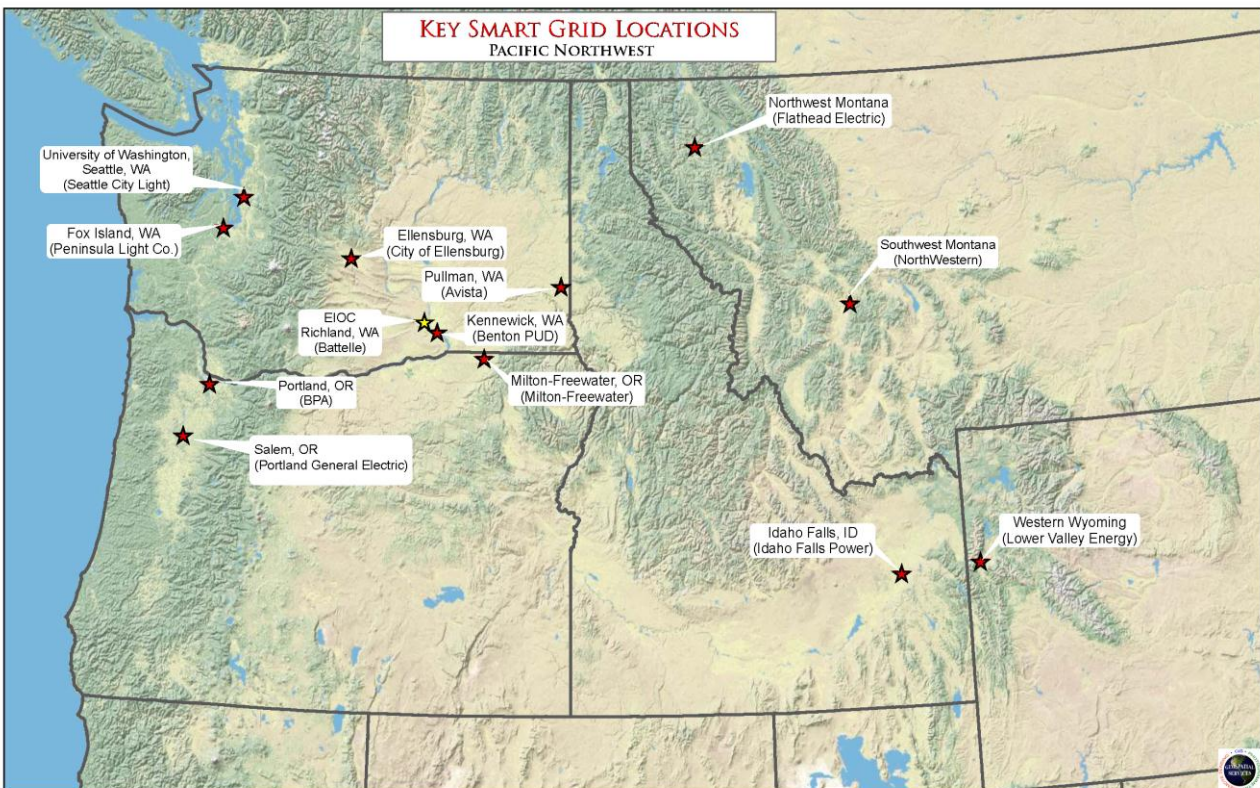 KEY SMART GRID LOCATIONS
PACIFIC NORTHWEST
Northwest Montana
(Flathead Electric)
University of Washington,
Seattle, WA
(Seattle City Light)
Fox Island, WA
(Peninsula Light Co.)
Ellensburg, WA
(City of Ellensburg)
Southwest Montana
(NorthWestern)
Pullman, WA
(Avista)
EIOC
Richland, WA
(Battelle)
Kennewick, WA
(Benton PUD)
Milton-Freewater, OR
(Milton-Freewater)
Portland, OR
(BPA)
Salem, OR
(Portland General Electric)
Idaho Falls, ID
(Idaho Falls Power)
Western Wyoming
(Lower Valley Energy)
GEOSPATIAL
SERVICES